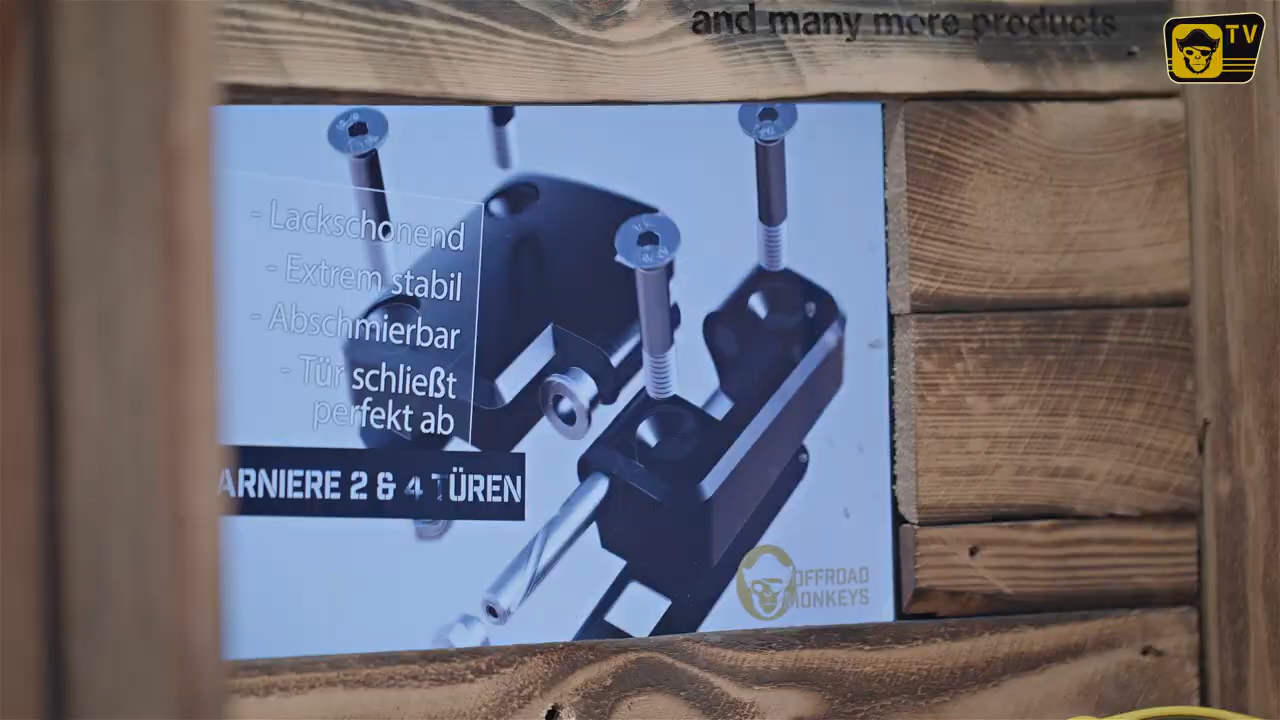 and many more products
TV
- Lackschonend
- Extrem stabil
- Abschmierbar
- Tür schließt
perfekt ab
ARNIERE 2 & 4 TÜREN
OFFROAD
MONKEYS